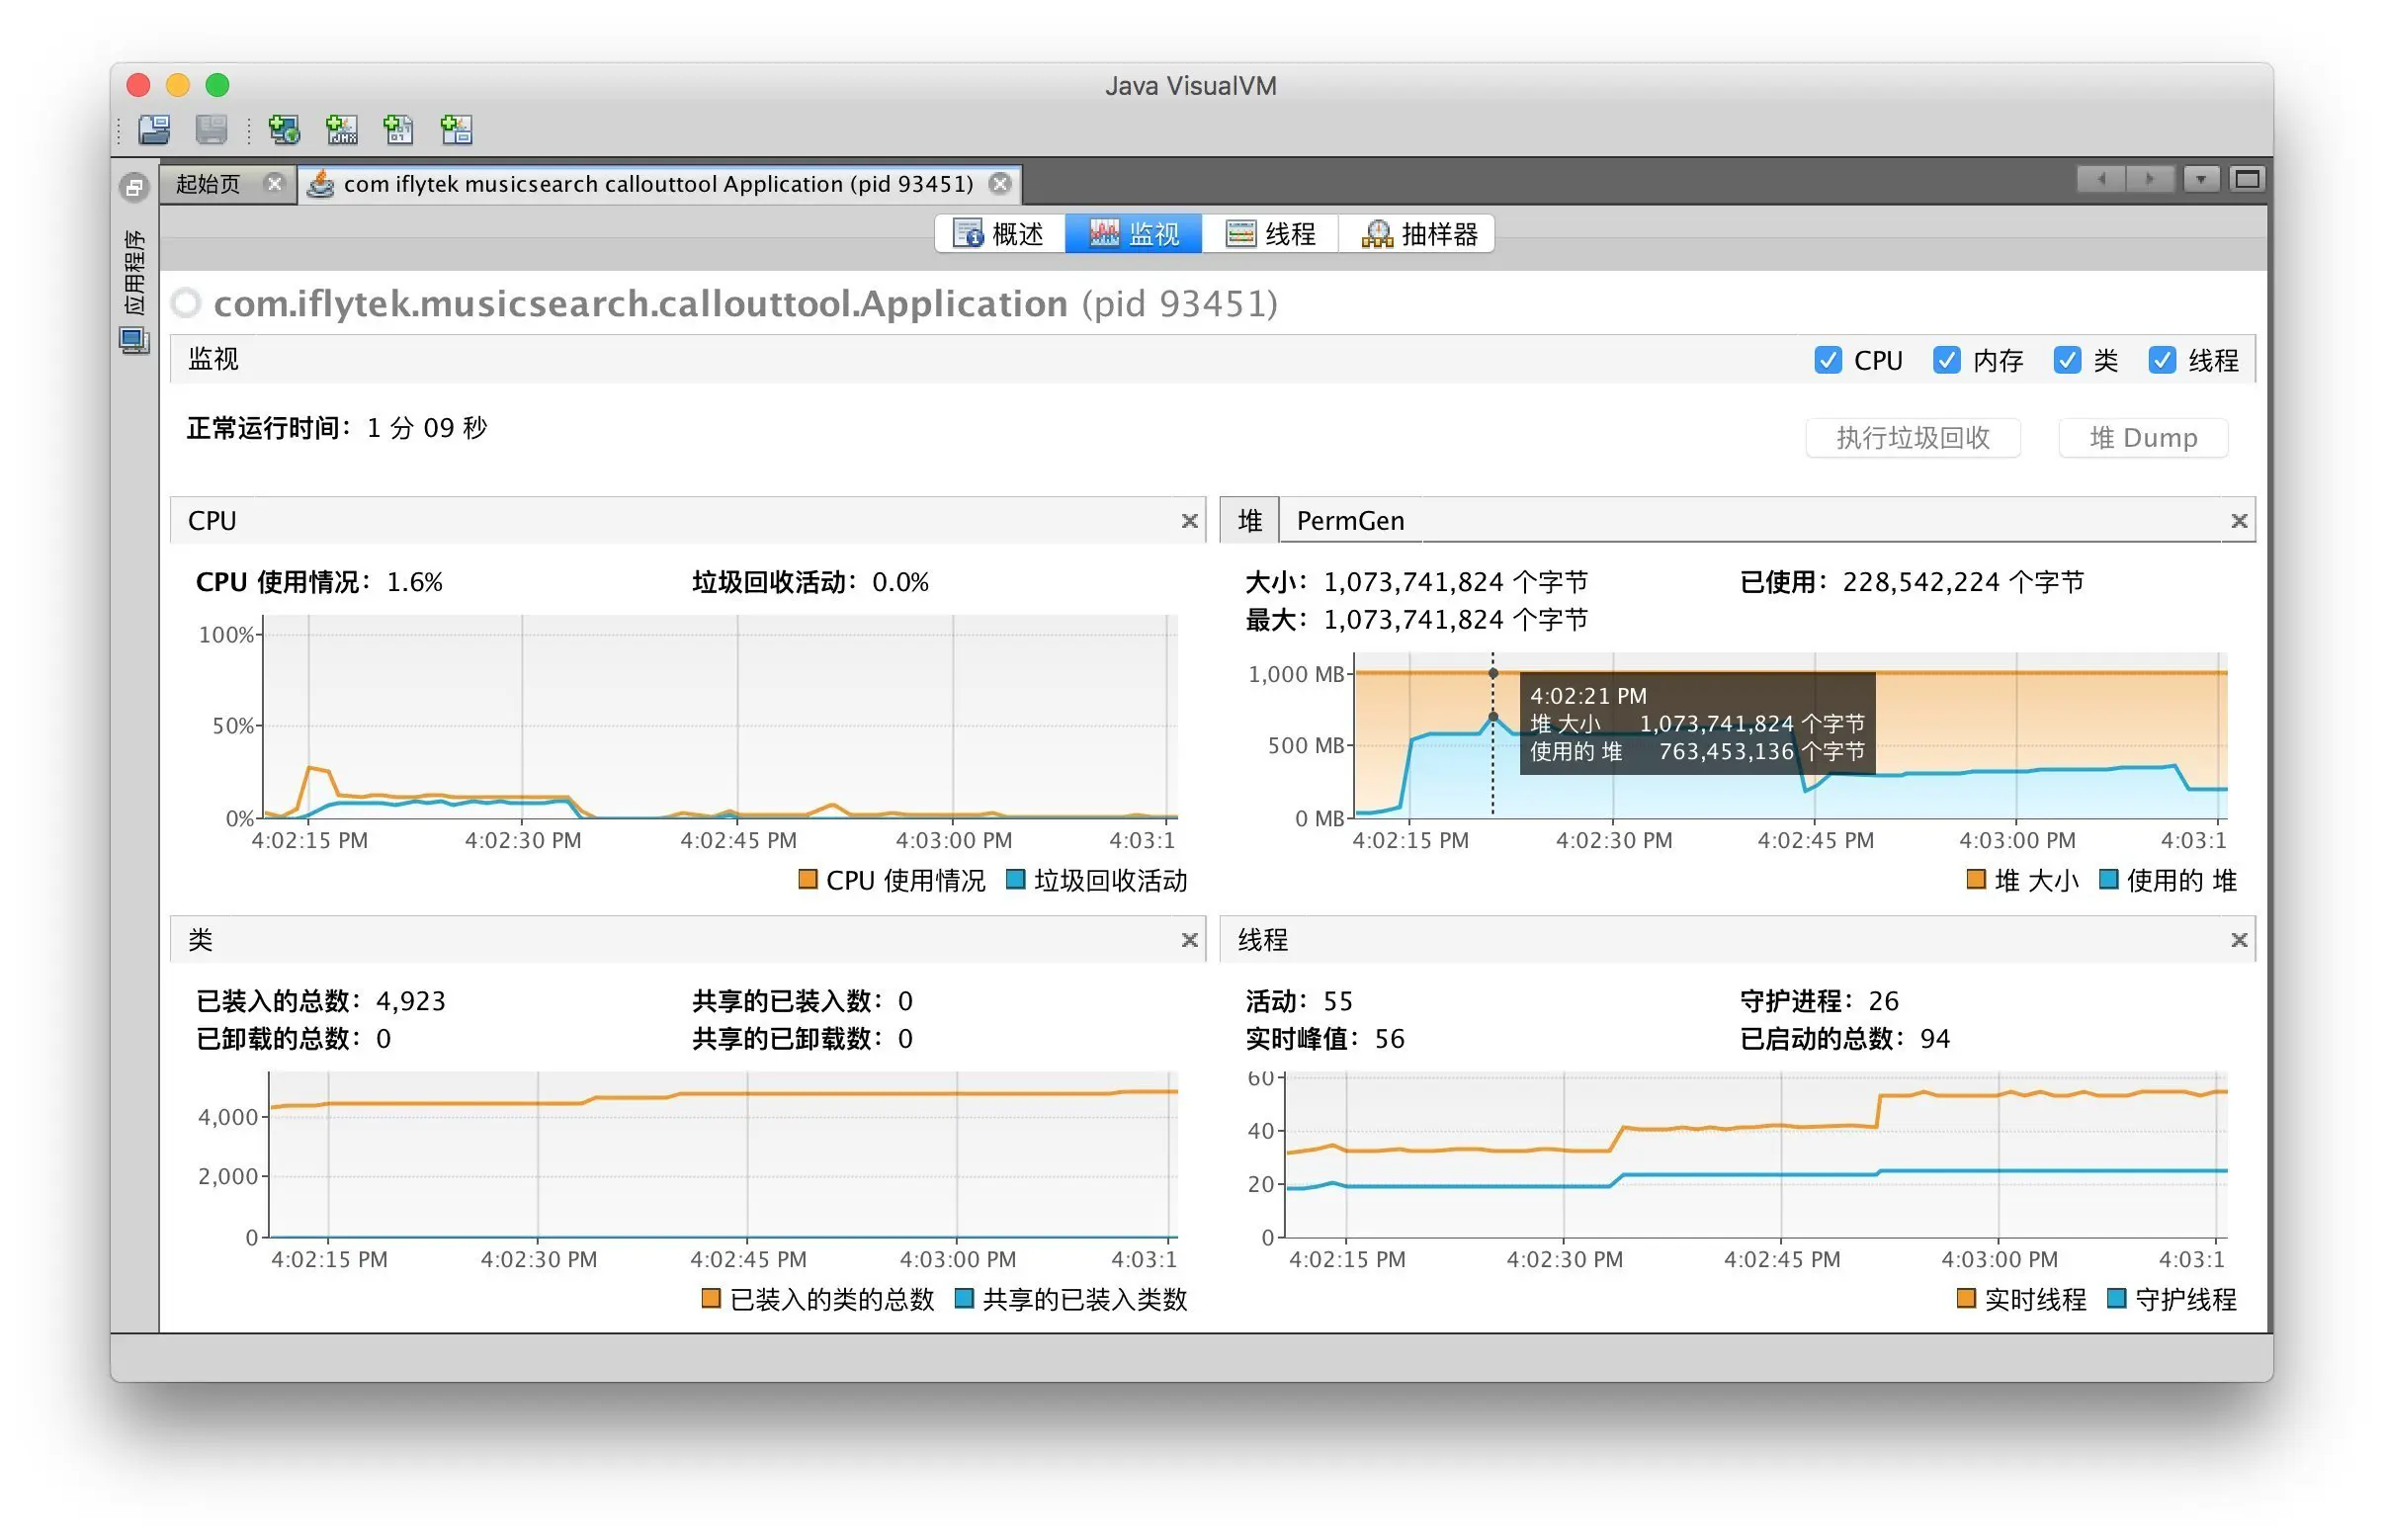 Java VisualVM
起始页
com iflytek musicsearch callouttool Application (pid 93451)
应用程序
概述 监视 线程 抽样器
com.iflytek.musicsearch.callouttool.Application (pid 93451)
监视
CPU 内存 类 线程
正常运行时间: 1 分 09 秒
执行垃圾回收 堆 Dump
CPU
CPU 使用情况: 1.6% 垃圾回收活动: 0.0%
100%
50%
0%
4:02:15 PM 4:02:30 PM 4:02:45 PM 4:03:00 PM 4:03:1
CPU 使用情况 垃圾回收活动
堆 PermGen
大小: 1,073,741,824 个字节 已使用: 228,542,224 个字节
最大: 1,073,741,824 个字节
1,000 MB
500 MB
0 MB
4:02:21 PM
堆 大小 1,073,741,824 个字节
使用的 堆 763,453,136 个字节
4:02:15 PM 4:02:30 PM 4:02:45 PM 4:03:00 PM 4:03:1
堆 大小 使用的 堆
类
已装入的总数: 4,923 共享的已装入数: 0
已卸载的总数: 0 共享的已卸载数: 0
4,000
2,000
0
4:02:15 PM 4:02:30 PM 4:02:45 PM 4:03:00 PM 4:03:1
已装入的类的总数 共享的已装入类数
线程
活动: 55 守护进程: 26
实时峰值: 56 已启动的总数: 94
60
40
20
0
4:02:15 PM 4:02:30 PM 4:02:45 PM 4:03:00 PM 4:03:1
实时线程 守护线程